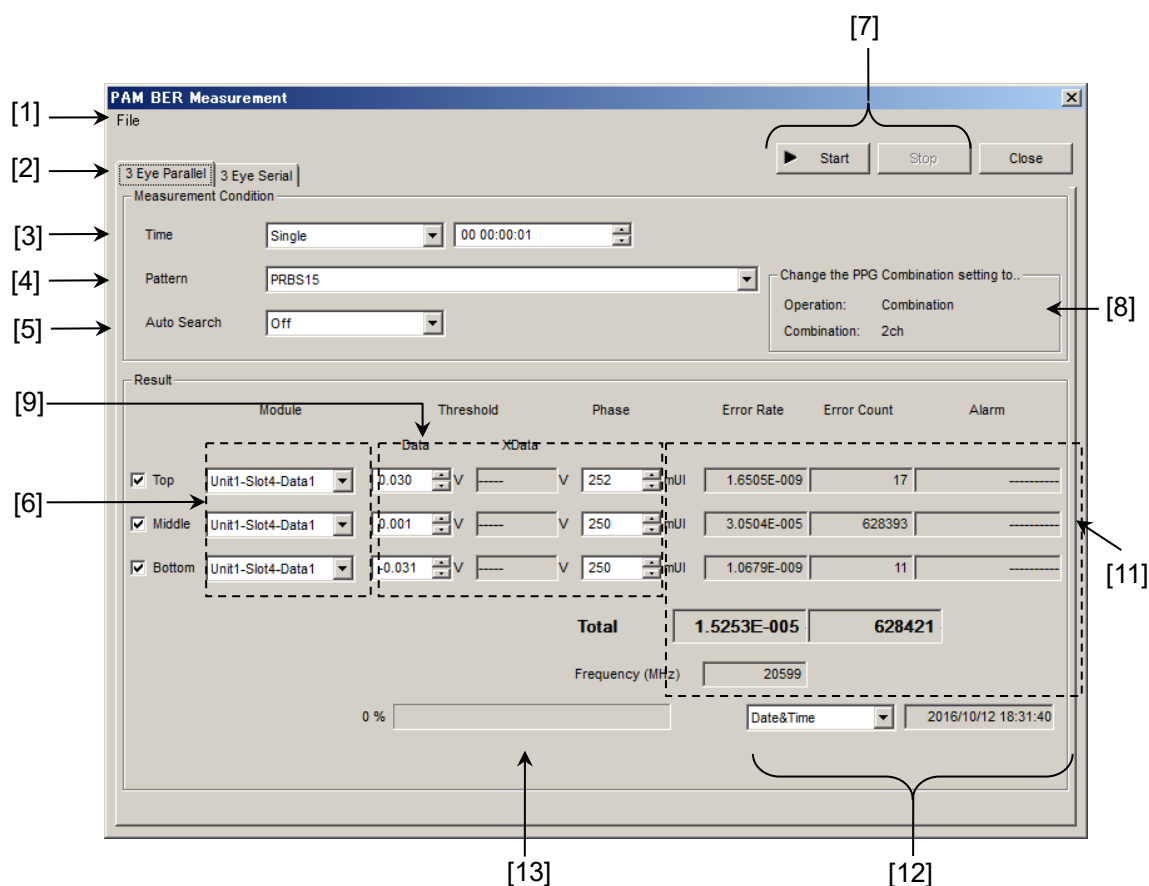 [7]
PAM BER Measurement
[1]
File
Start
Stop
Close
[2]
3 Eye Parallel
3 Eye Serial
Measurement Condition
[3]
Time
Single
00 00:00:01
[4]
Pattern
PRBS15
Change the PPG Combination setting to..
Operation: Combination
[8]
[5]
Auto Search
Off
Combination: 2ch
Result
[9]
Module Threshold Phase Error Rate Error Count Alarm
Data XData
Top Unit1-Slot4-Data1 0.030 V ----- V 252 mUI 1.6505E-009 17 ----------
[6]
Middle Unit1-Slot4-Data1 0.001 V ----- V 250 mUI 3.0504E-005 628393 ----------
Bottom Unit1-Slot4-Data1 -0.031 V ----- V 250 mUI 1.0679E-009 11 ----------
[11]
Total 1.5253E-005 628421
Frequency (MHz) 20599
0 %
Date&Time
2016/10/12 18:31:40
[13]
[12]